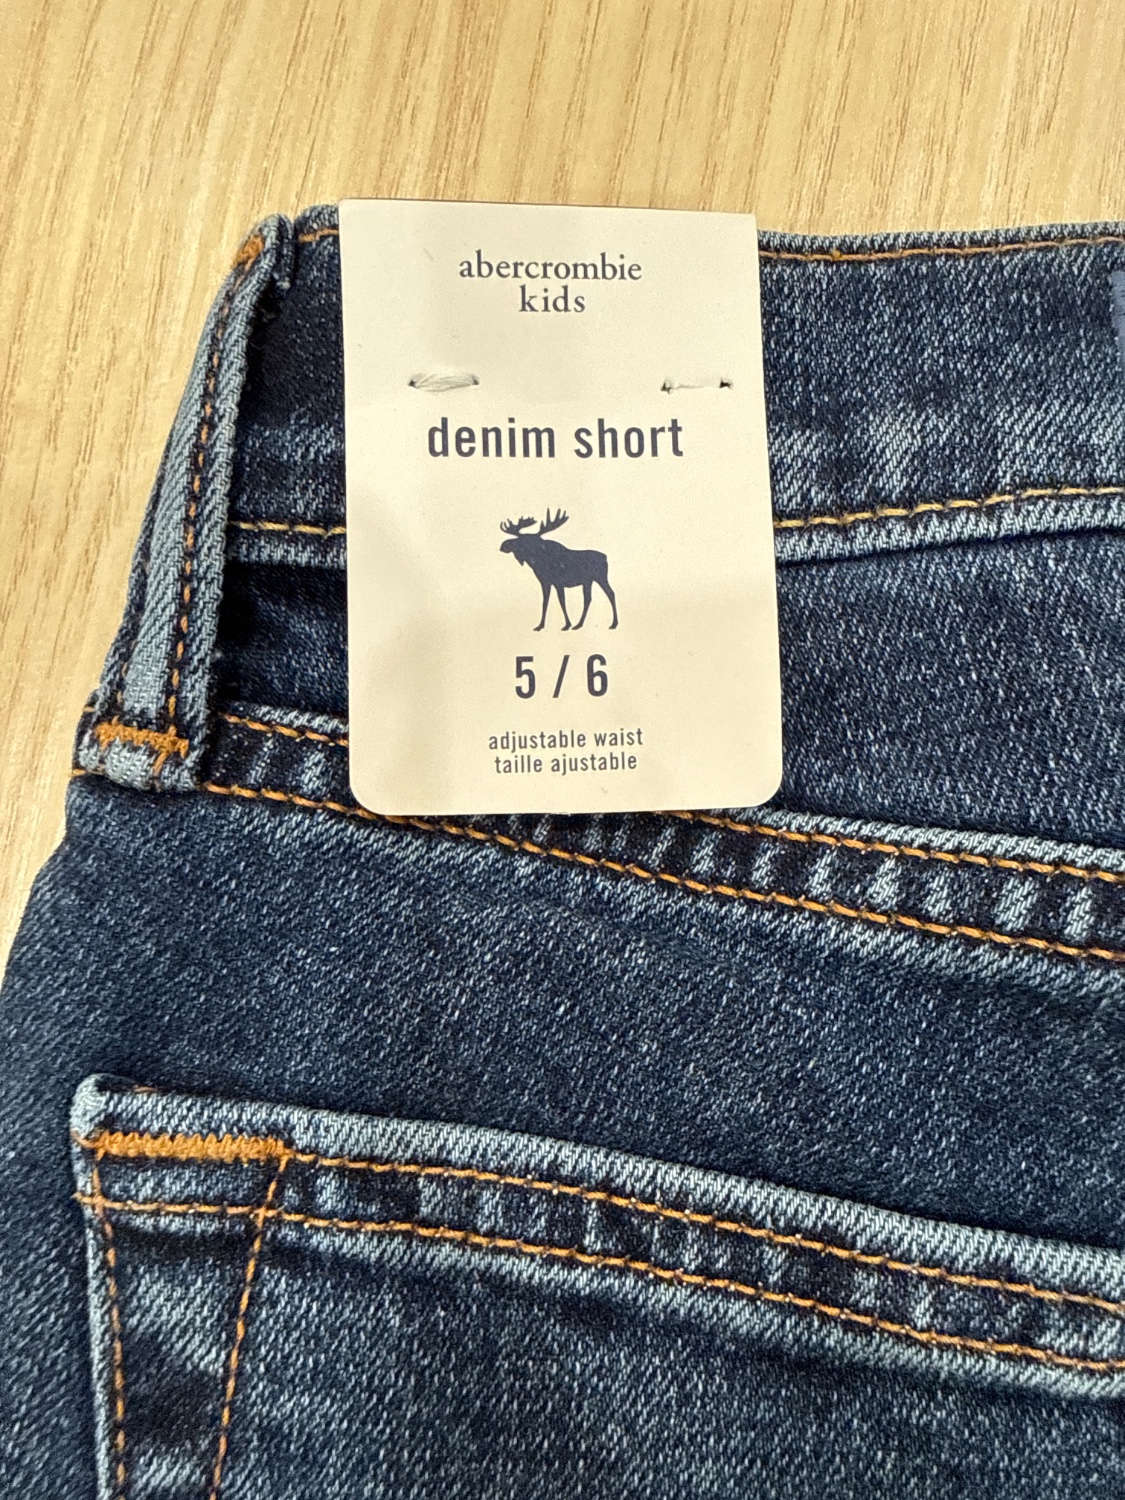 abercrombie
kids
denim short
5 / 6
adjustable waist
taille ajustable